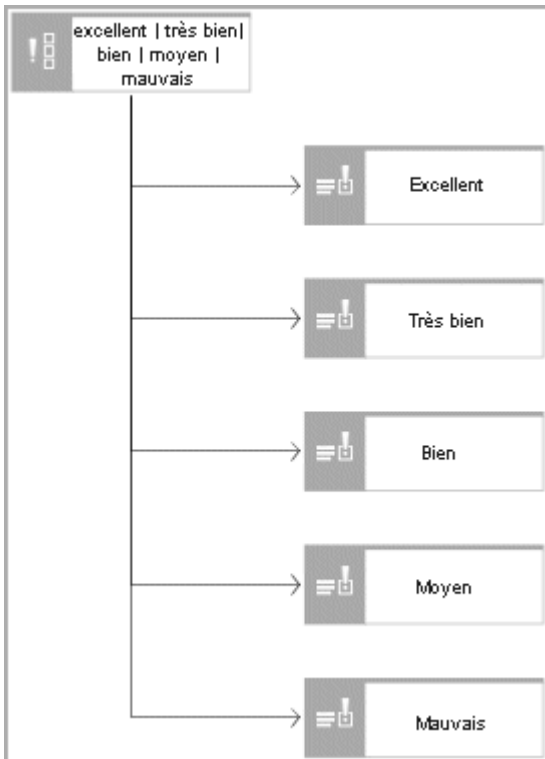 excellent | très bien|
bien | moyen |
mauvais
Excellent
Très bien
Bien
Moyen
Mauvais